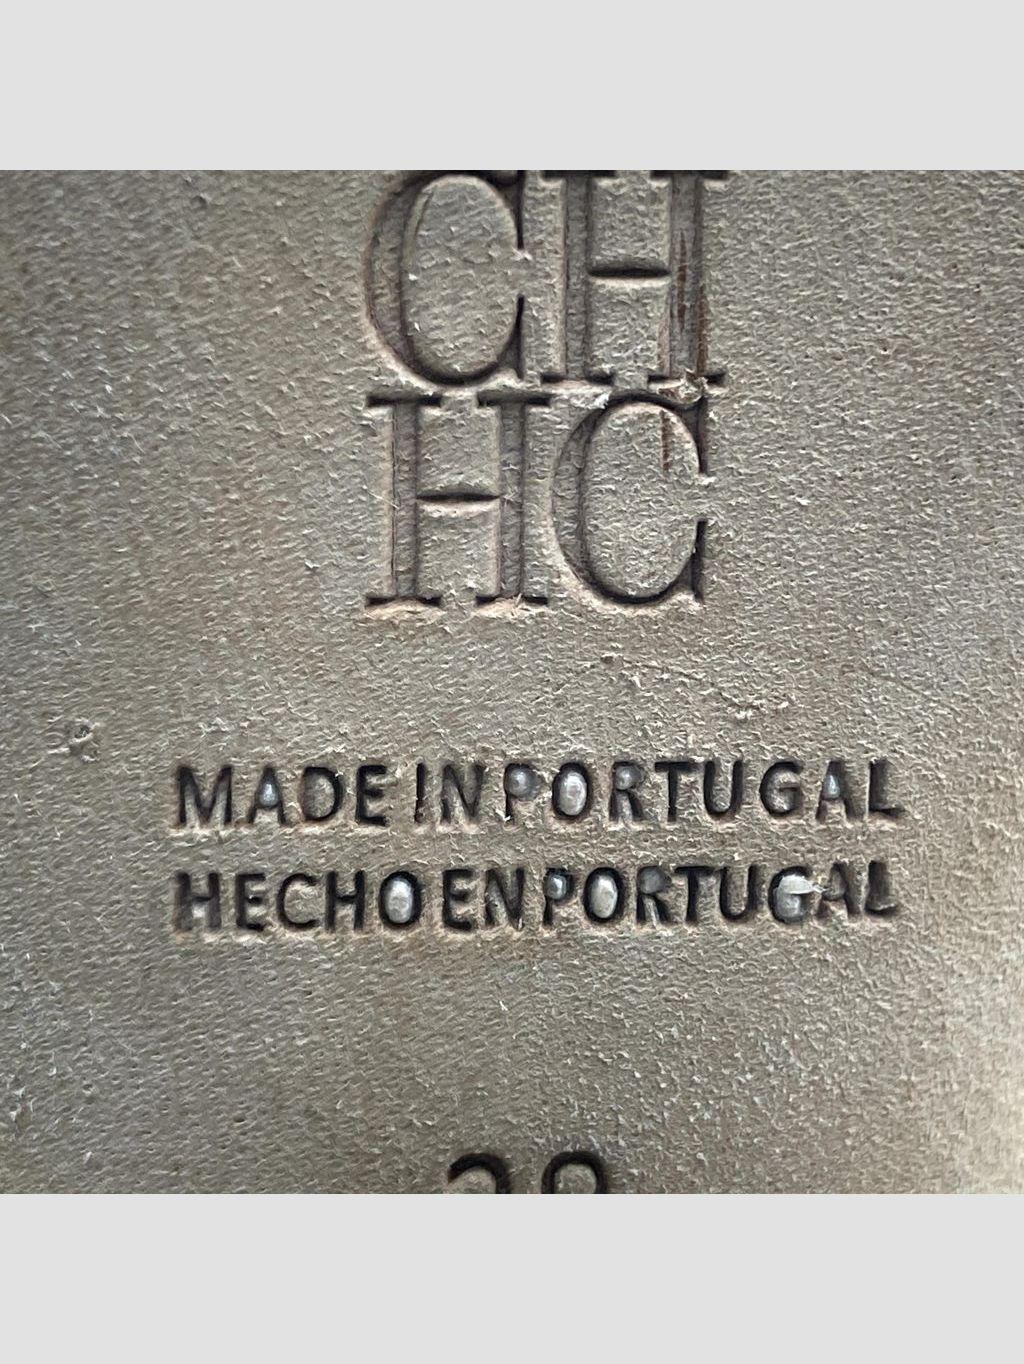 CH
HC
MADE IN PORTUGAL
HECHO EN PORTUGAL